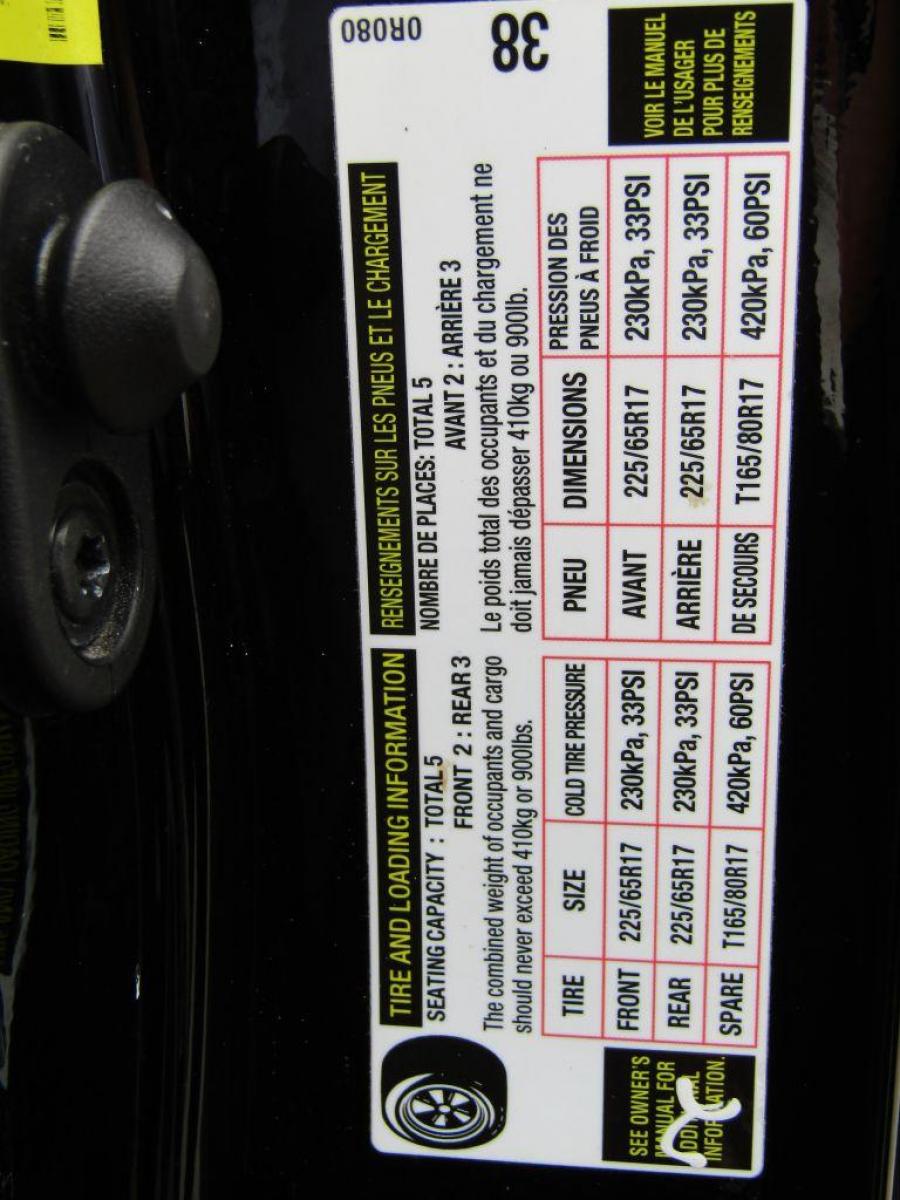 TIRE AND LOADING INFORMATION
SEATING CAPACITY : TOTAL 5
FRONT 2 : REAR 3
The combined weight of occupants and cargo
should never exceed 410kg or 900lbs.
TIRE SIZE COLD TIRE PRESSURE
FRONT 225/65R17 230kPa, 33PSI
REAR 225/65R17 230kPa, 33PSI
SPARE T165/80R17 420kPa, 60PSI
SEE OWNER'S
MANUAL FOR
INFORMATION.
RENSEIGNEMENTS SUR LES PNEUS ET LE CHARGEMENT
NOMBRE DE PLACES: TOTAL 5
AVANT 2 : ARRIÈRE 3
Le poids total des occupants et du chargement ne
doit jamais dépasser 410kg ou 900lb.
PNEU DIMENSIONS PRESSION DES
PNEUS À FROID
AVANT 225/65R17 230kPa, 33PSI
ARRIÈRE 225/65R17 230kPa, 33PSI
DE SECOURS T165/80R17 420kPa, 60PSI
VOIR LE MANUEL
DE L'USAGER
POUR PLUS DE
RENSEIGNEMENTS
0R080
38